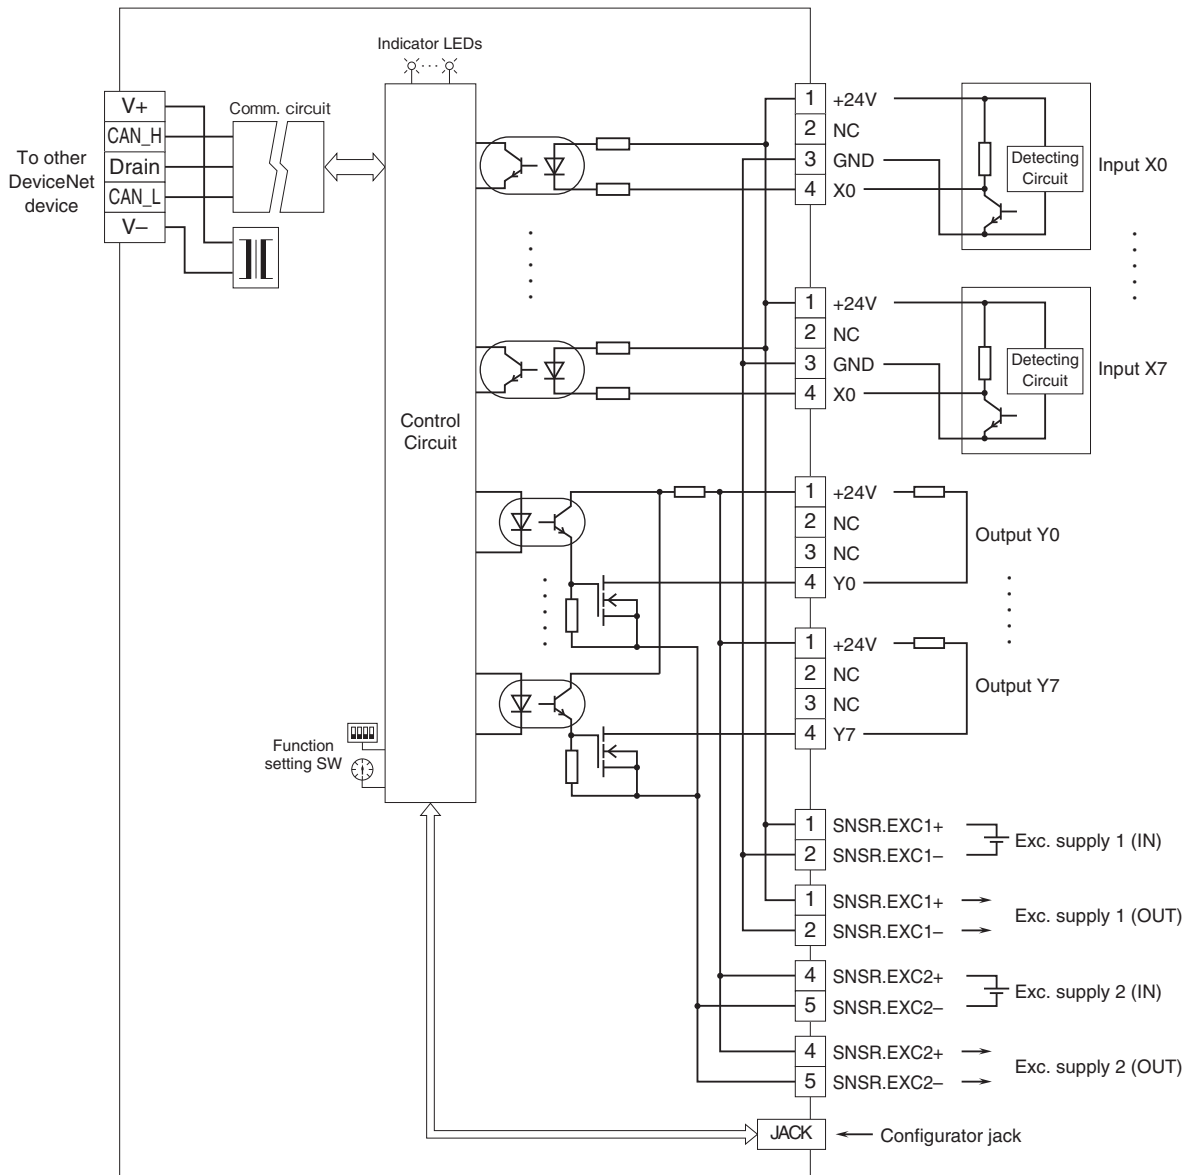 Indicator LEDs
To other
DeviceNet
device
V+
CAN_H
Drain
CAN_L
V–
Comm. circuit
Control
Circuit
Function
setting SW
1 +24V
2 NC
3 GND
4 X0
Detecting
Circuit
Input X0
1 +24V
2 NC
3 GND
4 X0
Detecting
Circuit
Input X7
1 +24V
2 NC
3 NC
4 Y0
Output Y0
1 +24V
2 NC
3 NC
4 Y7
Output Y7
1 SNSR.EXC1+
2 SNSR.EXC1–
Exc. supply 1 (IN)
1 SNSR.EXC1+
2 SNSR.EXC1–
Exc. supply 1 (OUT)
4 SNSR.EXC2+
5 SNSR.EXC2–
Exc. supply 2 (IN)
4 SNSR.EXC2+
5 SNSR.EXC2–
Exc. supply 2 (OUT)
JACK
Configurator jack